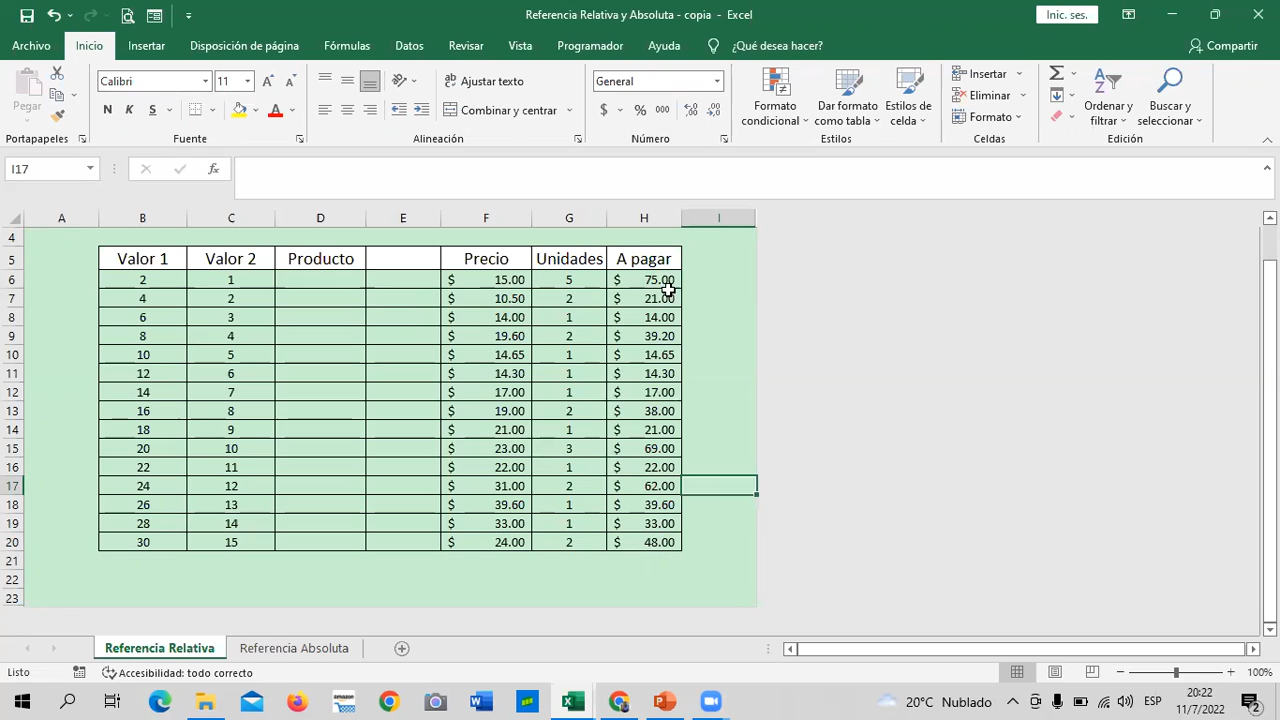 Referencia Relativa y Absoluta - copia - Excel
Inic. ses.
Archivo Inicio Insertar Disposición de página Fórmulas Datos Revisar Vista Programador Ayuda ¿Qué desea hacer? Compartir
Pegar
Calibri 11
N K S
Ajustar texto
Combinar y centrar
General
$ % 000
Formato condicional
Dar formato como tabla
Estilos de celda
Insertar
Eliminar
Formato
Ordenar y filtrar
Buscar y seleccionar
Portapapeles Fuente Alineación Número Estilos Celdas Edición
I17 fx
A B C D E F G H I
4
5 Valor 1 Valor 2 Producto Precio Unidades A pagar
6 2 1 $ 15.00 5 $ 75.00
7 4 2 $ 10.50 2 $ 21.00
8 6 3 $ 14.00 1 $ 14.00
9 8 4 $ 19.60 2 $ 39.20
10 10 5 $ 14.65 1 $ 14.65
11 12 6 $ 14.30 1 $ 14.30
12 14 7 $ 17.00 1 $ 17.00
13 16 8 $ 19.00 2 $ 38.00
14 18 9 $ 21.00 1 $ 21.00
15 20 10 $ 23.00 3 $ 69.00
16 22 11 $ 22.00 1 $ 22.00
17 24 12 $ 31.00 2 $ 62.00
18 26 13 $ 39.60 1 $ 39.60
19 28 14 $ 33.00 1 $ 33.00
20 30 15 $ 24.00 2 $ 48.00
21
22
23
Referencia Relativa Referencia Absoluta
Listo Accesibilidad: todo correcto 100%
20°C Nublado ESP 20:22
11/7/2022 2